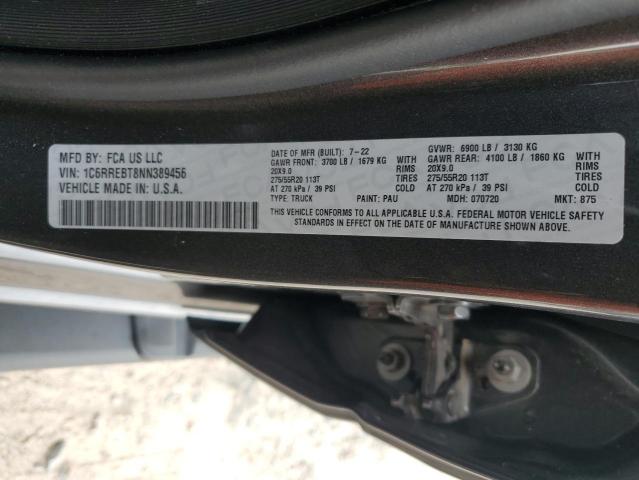 MFD BY: FCA US LLC
VIN: 1C6RREBT8NN389456
VEHICLE MADE IN U.S.A.
DATE OF MFR (BUILT): 7-22 GVWR: 6900 LB / 3130 KG
GAWR FRONT: 3700 LB / 1679 KG GAWR REAR: 4100 LB / 1860 KG
20X9.0 RIMS 20X9.0 RIMS
275/55R20 113T TIRES 275/55R20 113T TIRES
AT 270 kPa / 39 PSI AT 270 kPa / 39 PSI
TYPE: TRUCK PAINT: PAU MDH: 070720 MKT: 875
THIS VEHICLE CONFORMS TO ALL APPLICABLE U.S.A. FEDERAL MOTOR VEHICLE SAFETY
STANDARDS IN EFFECT ON THE DATE OF MANUFACTURE SHOWN ABOVE.